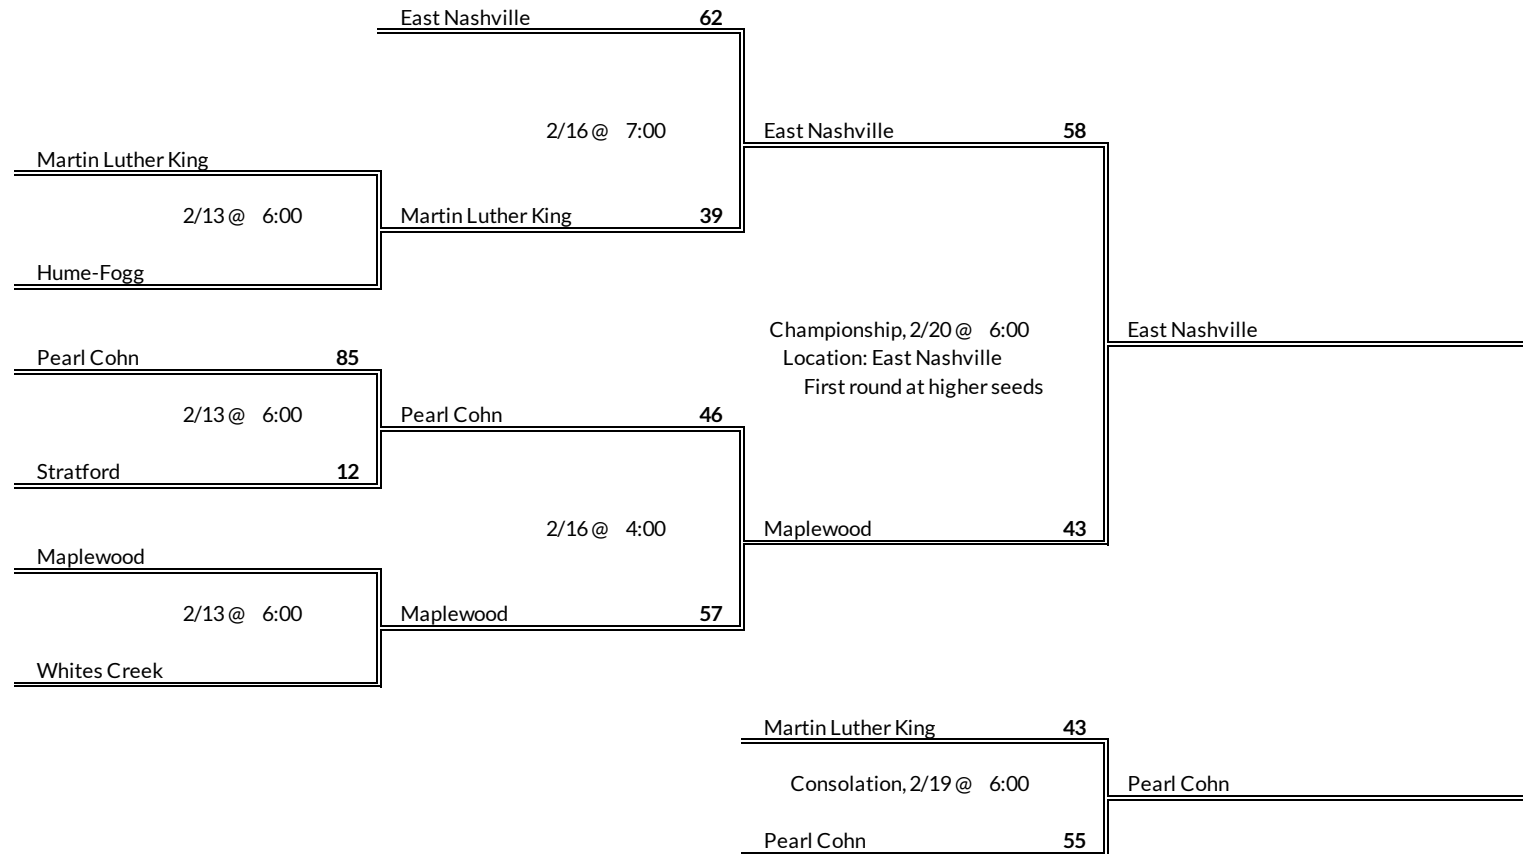 East Nashville 62
2/16 @ 7:00
East Nashville 58
Martin Luther King
2/13 @ 6:00
Martin Luther King 39
Hume-Fogg
Championship, 2/20 @ 6:00
East Nashville
Pearl Cohn 85
Location: East Nashville
First round at higher seeds
2/13 @ 6:00
Pearl Cohn 46
Stratford 12
2/16 @ 4:00
Maplewood 43
Maplewood
2/13 @ 6:00
Maplewood 57
Whites Creek
Martin Luther King 43
Consolation, 2/19 @ 6:00
Pearl Cohn
Pearl Cohn 55